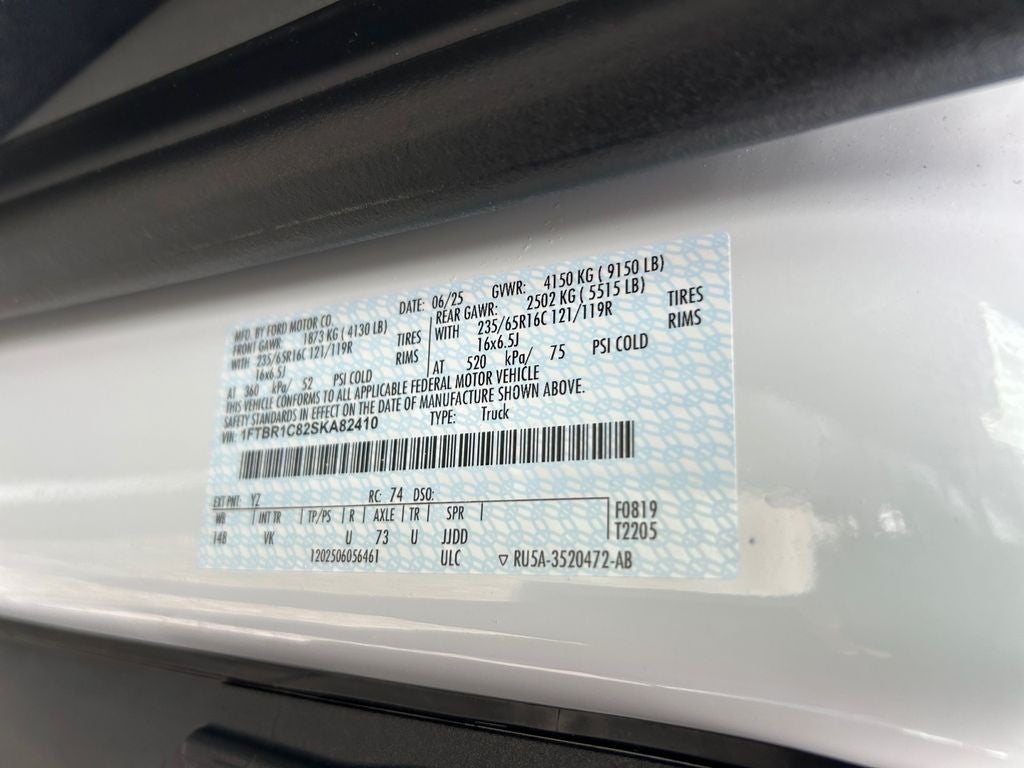 MFD. BY FORD MOTOR CO. DATE: 06/25 GVWR: 4150 KG ( 9150 LB)
FRONT GAWR: 1873 KG ( 4130 LB) REAR GAWR: 2502 KG ( 5515 LB)
WITH 235/65R16C 121/119R TIRES WITH 235/65R16C 121/119R TIRES
16x6.5J RIMS 16x6.5J RIMS
AT 360 kPa/ 52 PSI COLD AT 520 kPa/ 75 PSI COLD
THIS VEHICLE CONFORMS TO ALL APPLICABLE FEDERAL MOTOR VEHICLE
SAFETY STANDARDS IN EFFECT ON THE DATE OF MANUFACTURE SHOWN ABOVE.
VIN: 1FTBR1C82SKA82410 TYPE: Truck
EXT PNT: YZ RC: 74 DSO:
WB INT TR TP/PS R AXLE TR SPR F0819
148 VK U 73 U JJDD T2205
1202506056461 ULC ▽ RU5A-3520472-AB